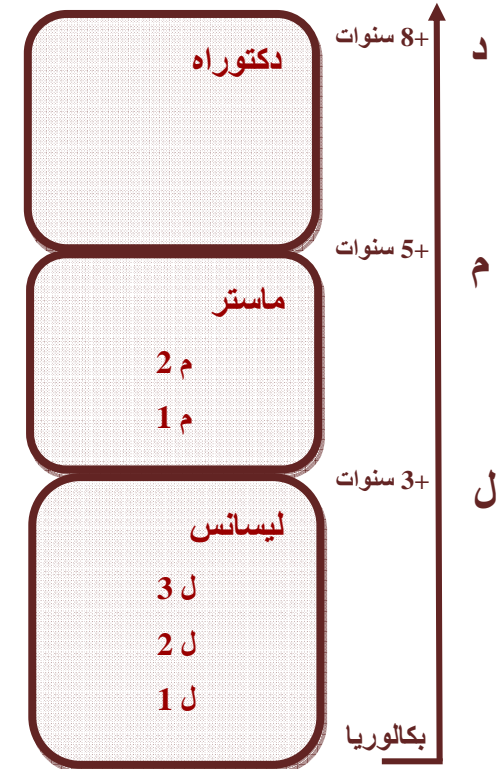 +8 سنوات
د
دكتوراه
+5 سنوات
م
ماستر
م 2
م 1
+3 سنوات
ل
ليسانس
ل 3
ل 2
ل 1
بكالوريا